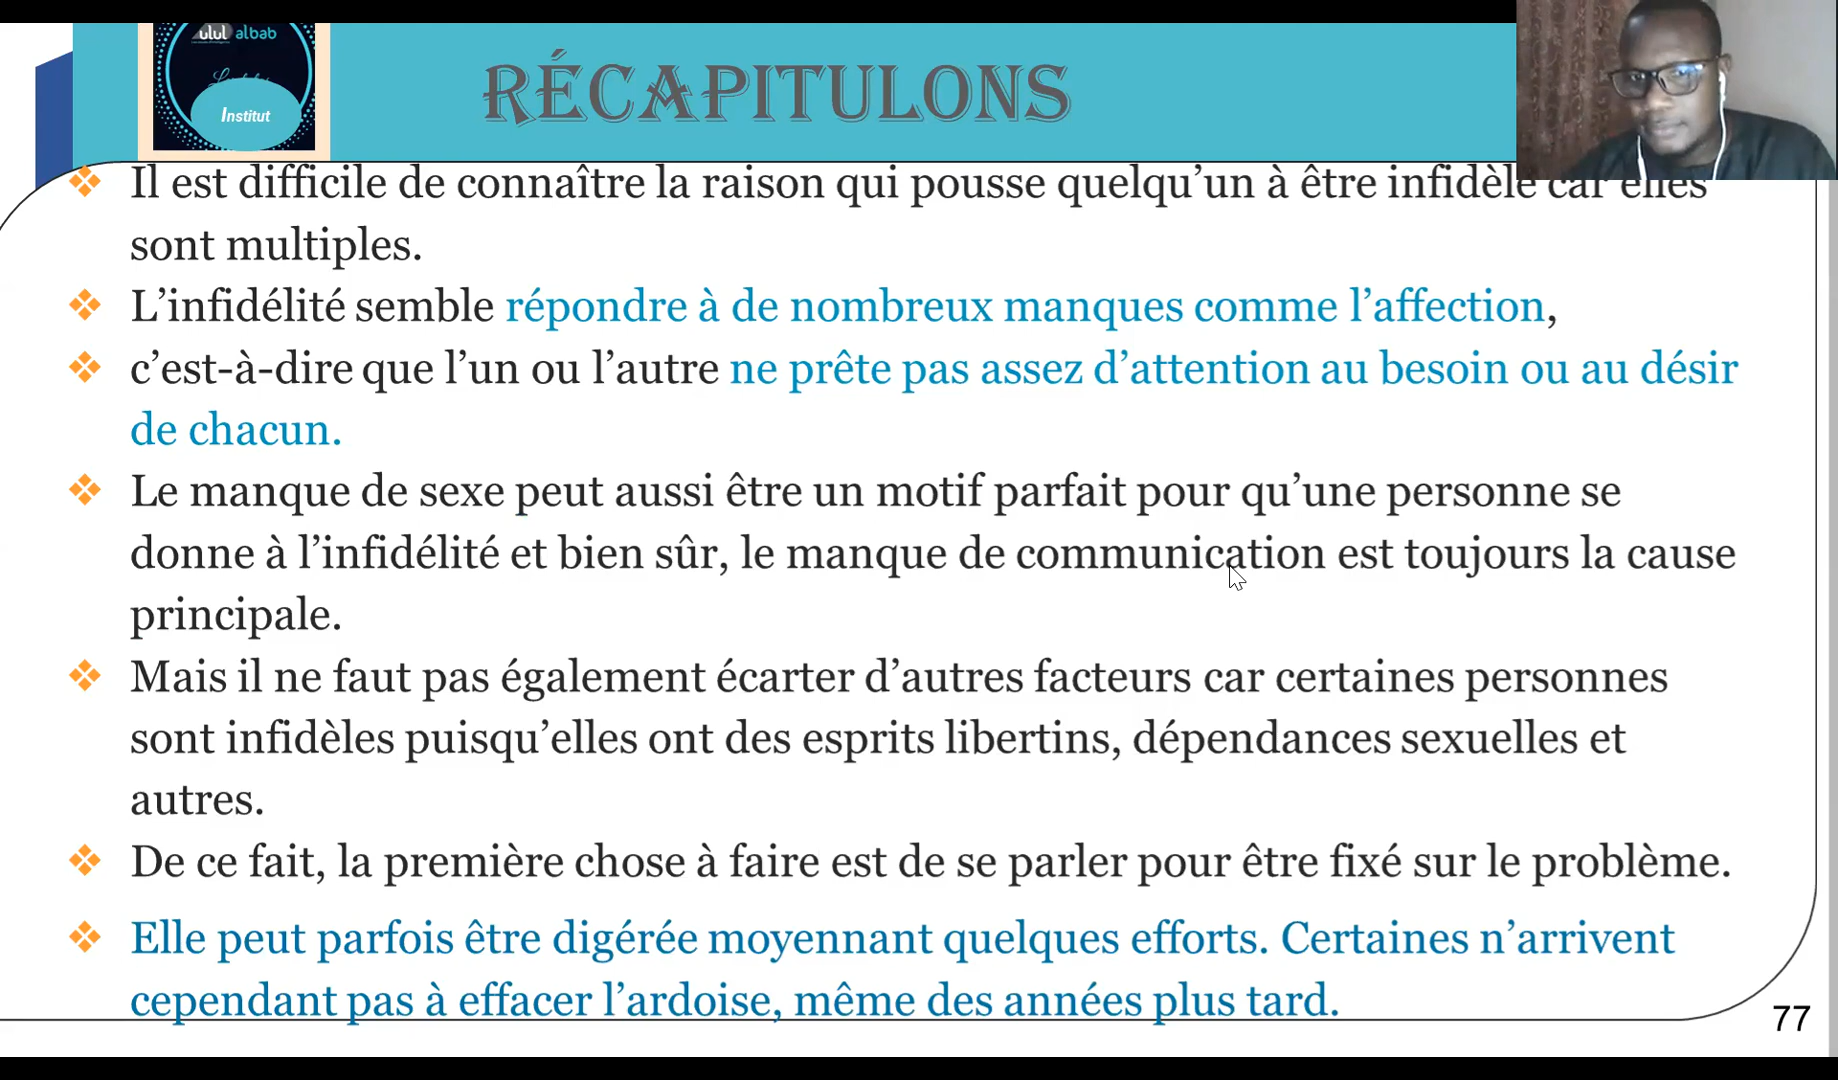 ulul albab
Institut
RÉCAPITULONS
Il est difficile de connaître la raison qui pousse quelqu’un à être infidèle car elles
sont multiples.
L’infidélité semble répondre à de nombreux manques comme l’affection,
c’est-à-dire que l’un ou l’autre ne prête pas assez d’attention au besoin ou au désir
de chacun.
Le manque de sexe peut aussi être un motif parfait pour qu’une personne se
donne à l’infidélité et bien sûr, le manque de communication est toujours la cause
principale.
Mais il ne faut pas également écarter d’autres facteurs car certaines personnes
sont infidèles puisqu’elles ont des esprits libertins, dépendances sexuelles et
autres.
De ce fait, la première chose à faire est de se parler pour être fixé sur le problème.
Elle peut parfois être digérée moyennant quelques efforts. Certaines n’arrivent
cependant pas à effacer l’ardoise, même des années plus tard.
77